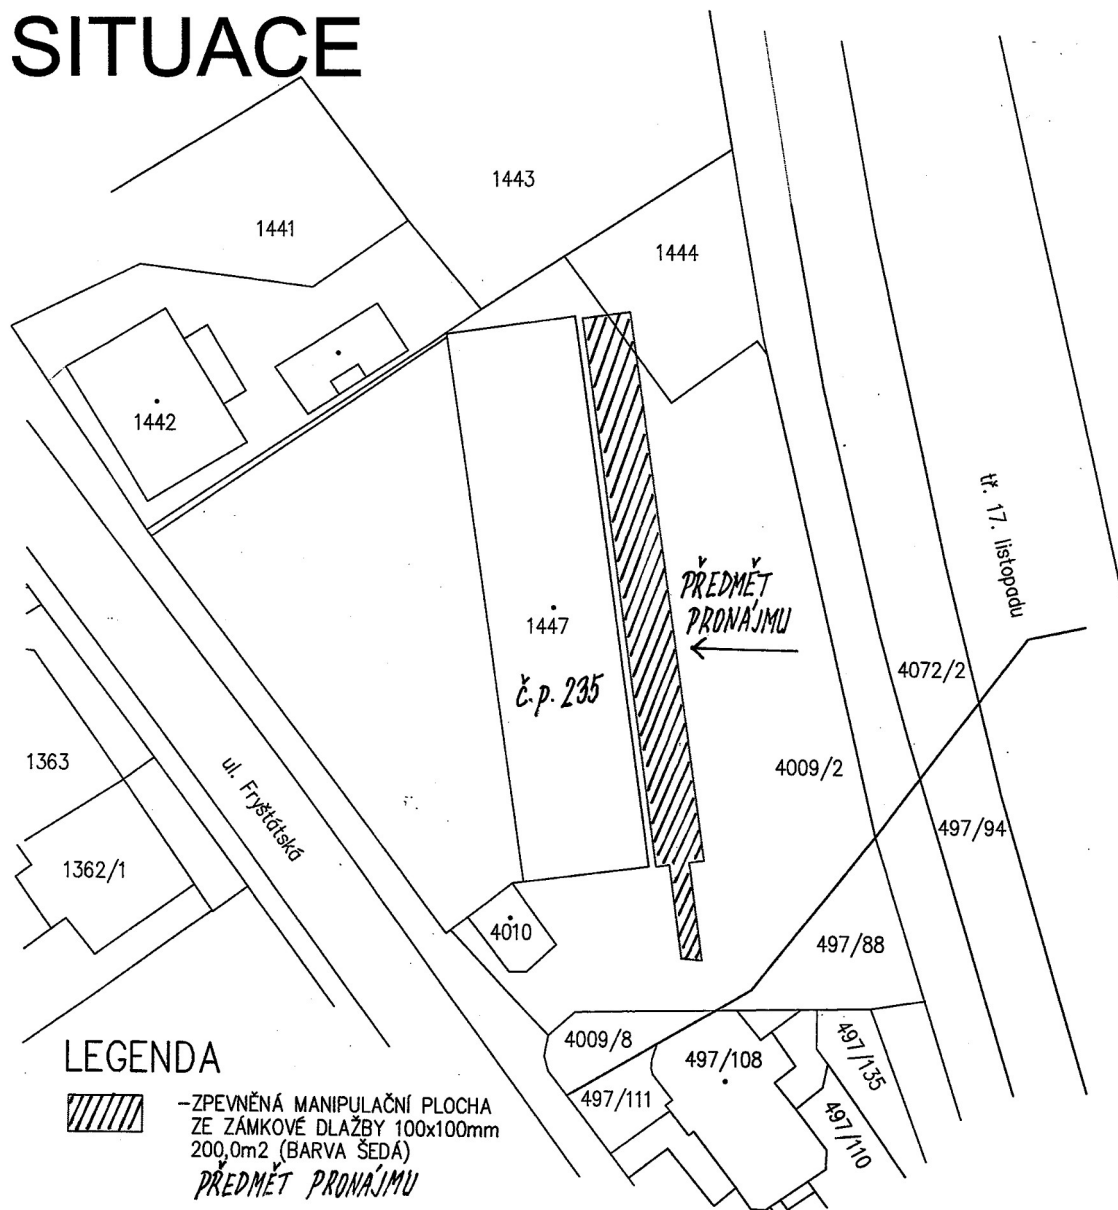 SITUACE
1443
1441
1444
1442
tř. 17. listopadu
PŘEDMĚT
PRONÁJMU
1447
č.p. 235
4072/2
1363
ul. Fryštátská
4009/2
497/94
1362/1
4010
497/88
4009/8
497/108
497/135
497/111
497/110
LEGENDA
-ZPEVNĚNÁ MANIPULAČNÍ PLOCHA
ZE ZÁMKOVÉ DLAŽBY 100x100mm
200,0m2 (BARVA ŠEDÁ)
PŘEDMĚT PRONÁJMU